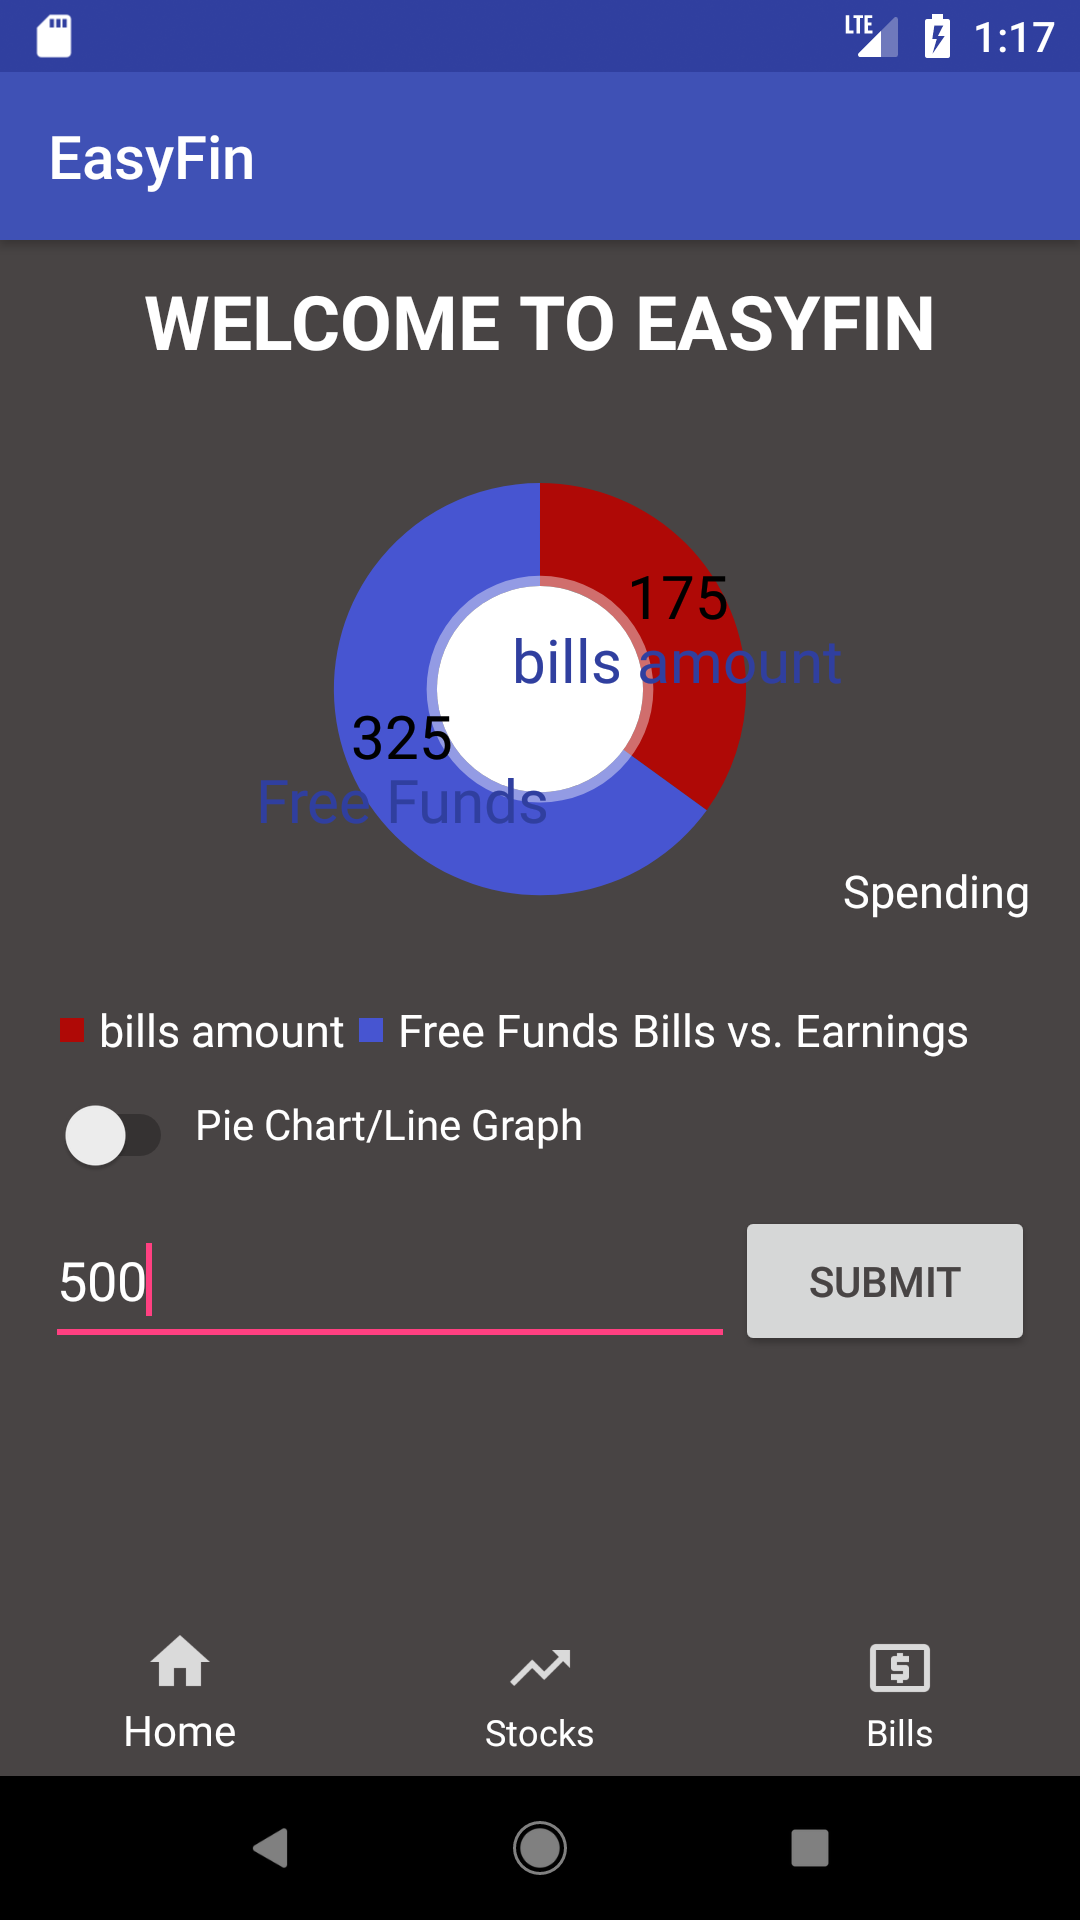 LTE 1:17
EasyFin
WELCOME TO EASYFIN
175
bills amount
325
Free Funds
Spending
bills amount Free Funds Bills vs. Earnings
Pie Chart/Line Graph
500 SUBMIT
Home Stocks Bills